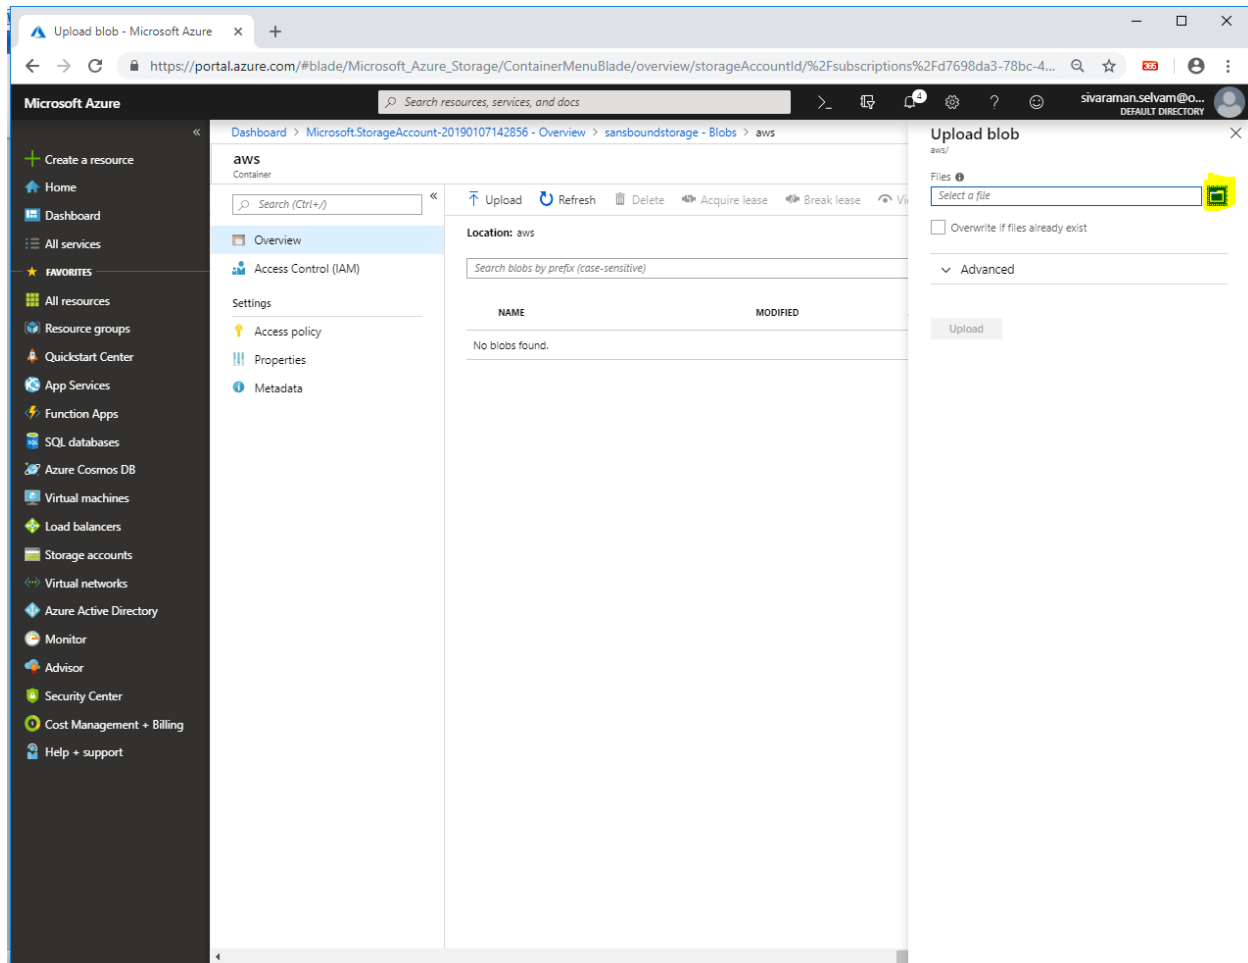 Upload blob - Microsoft Azure
https://portal.azure.com/#blade/Microsoft_Azure_Storage/ContainerMenuBlade/overview/storageAccountId/%2Fsubscriptions%2Fd7698da3-78bc-4...
365
Microsoft Azure
Search resources, services, and docs
4
sivaraman.selvam@o...
DEFAULT DIRECTORY
Create a resource
Home
Dashboard
All services
FAVORITES
All resources
Resource groups
Quickstart Center
App Services
Function Apps
SQL databases
Azure Cosmos DB
Virtual machines
Load balancers
Storage accounts
Virtual networks
Azure Active Directory
Monitor
Advisor
Security Center
Cost Management + Billing
Help + support
Dashboard > Microsoft.StorageAccount-20190107142856 - Overview > sansboundstorage - Blobs > aws
aws
Container
Search (Ctrl+/)
Overview
Access Control (IAM)
Settings
Access policy
Properties
Metadata
Upload Refresh Delete Acquire lease Break lease Vi
Location: aws
Search blobs by prefix (case-sensitive)
NAME MODIFIED
No blobs found.
Upload blob
aws/
Files
Select a file
Overwrite if files already exist
Advanced
Upload